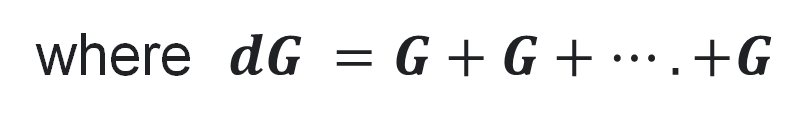 where dG = G + G + ⋯. +G